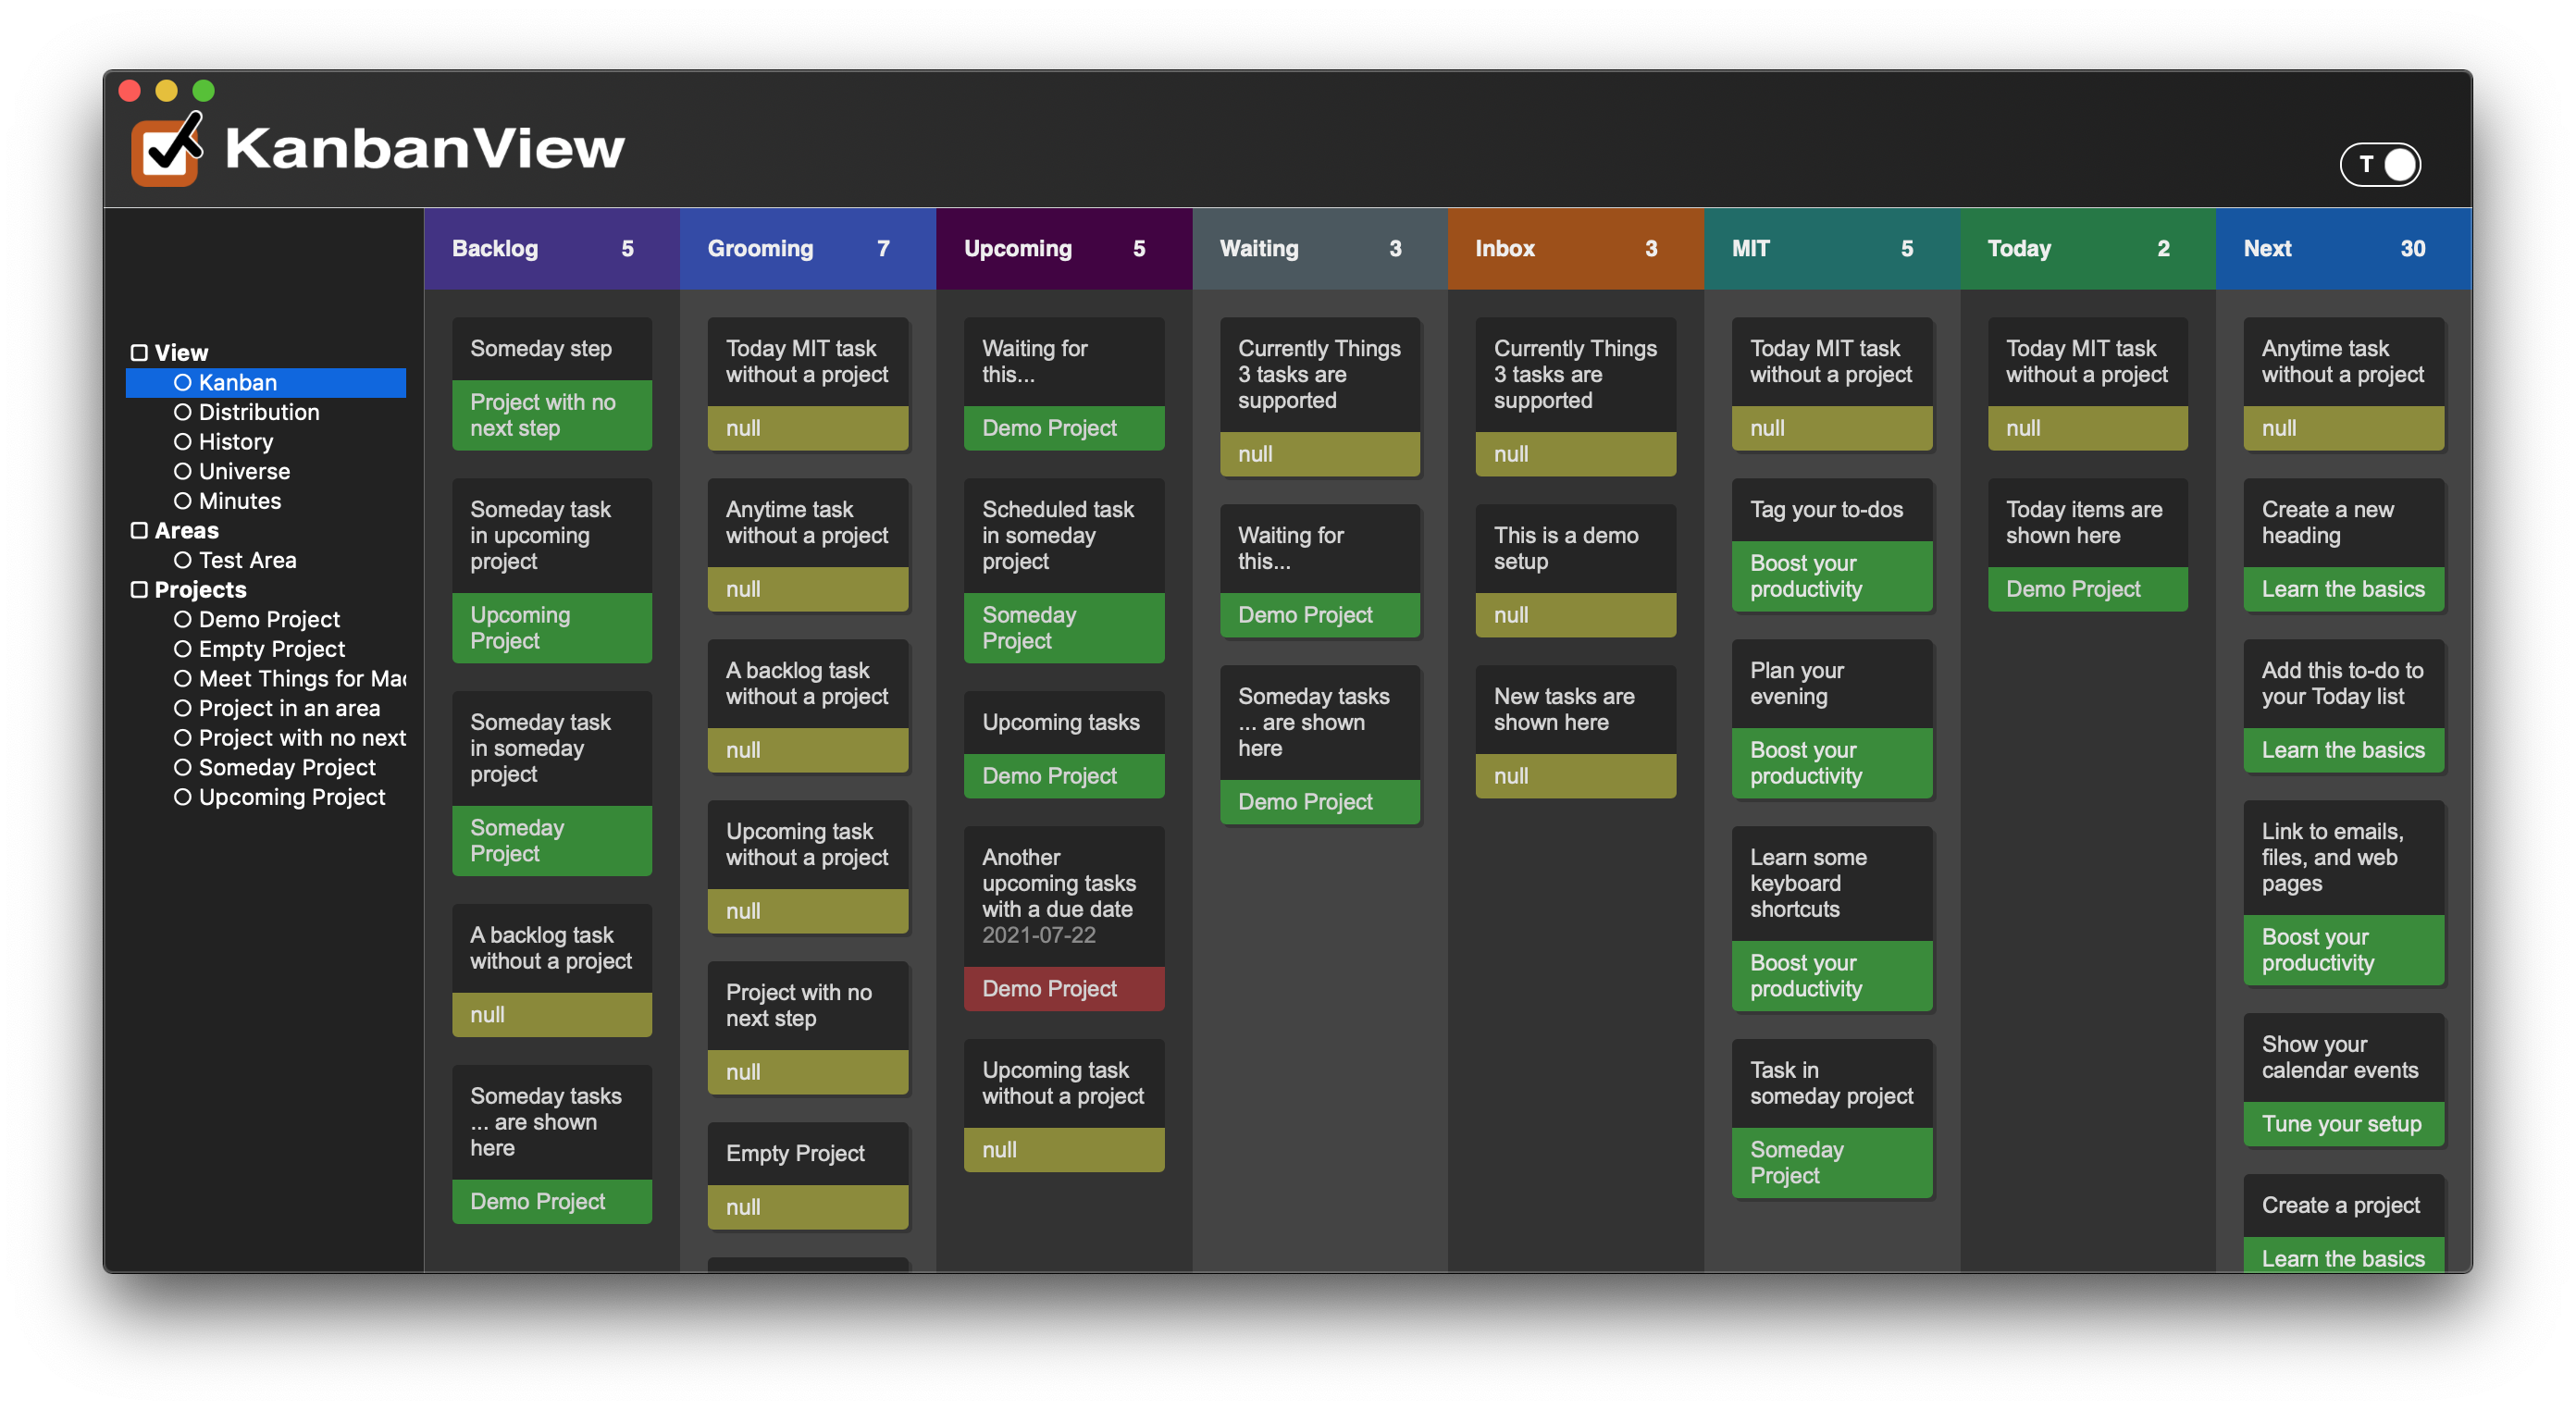 KanbanView
T
View
Kanban
Distribution
History
Universe
Minutes
Areas
Test Area
Projects
Demo Project
Empty Project
Meet Things for Mac
Project in an area
Project with no next
Someday Project
Upcoming Project
Backlog 5
Someday step
Project with no
next step
Someday task
in upcoming
project
Upcoming
Project
Someday task
in someday
project
Someday
Project
A backlog task
without a project
null
Someday tasks
... are shown
here
Demo Project
Grooming 7
Today MIT task
without a project
null
Anytime task
without a project
null
A backlog task
without a project
null
Upcoming task
without a project
null
Project with no
next step
null
Empty Project
null
Upcoming 5
Waiting for
this...
Demo Project
Scheduled task
in someday
project
Someday
Project
Upcoming tasks
Demo Project
Another
upcoming tasks
with a due date
2021-07-22
Demo Project
Upcoming task
without a project
null
Waiting 3
Currently Things
3 tasks are
supported
null
Waiting for
this...
Demo Project
Someday tasks
... are shown
here
Demo Project
Inbox 3
Currently Things
3 tasks are
supported
null
This is a demo
setup
null
New tasks are
shown here
null
MIT 5
Today MIT task
without a project
null
Tag your to-dos
Boost your
productivity
Plan your
evening
Boost your
productivity
Learn some
keyboard
shortcuts
Boost your
productivity
Task in
someday project
Someday
Project
Today 2
Today MIT task
without a project
null
Today items are
shown here
Demo Project
Next 30
Anytime task
without a project
null
Create a new
heading
Learn the basics
Add this to-do to
your Today list
Learn the basics
Link to emails,
files, and web
pages
Boost your
productivity
Show your
calendar events
Tune your setup
Create a project
Learn the basics